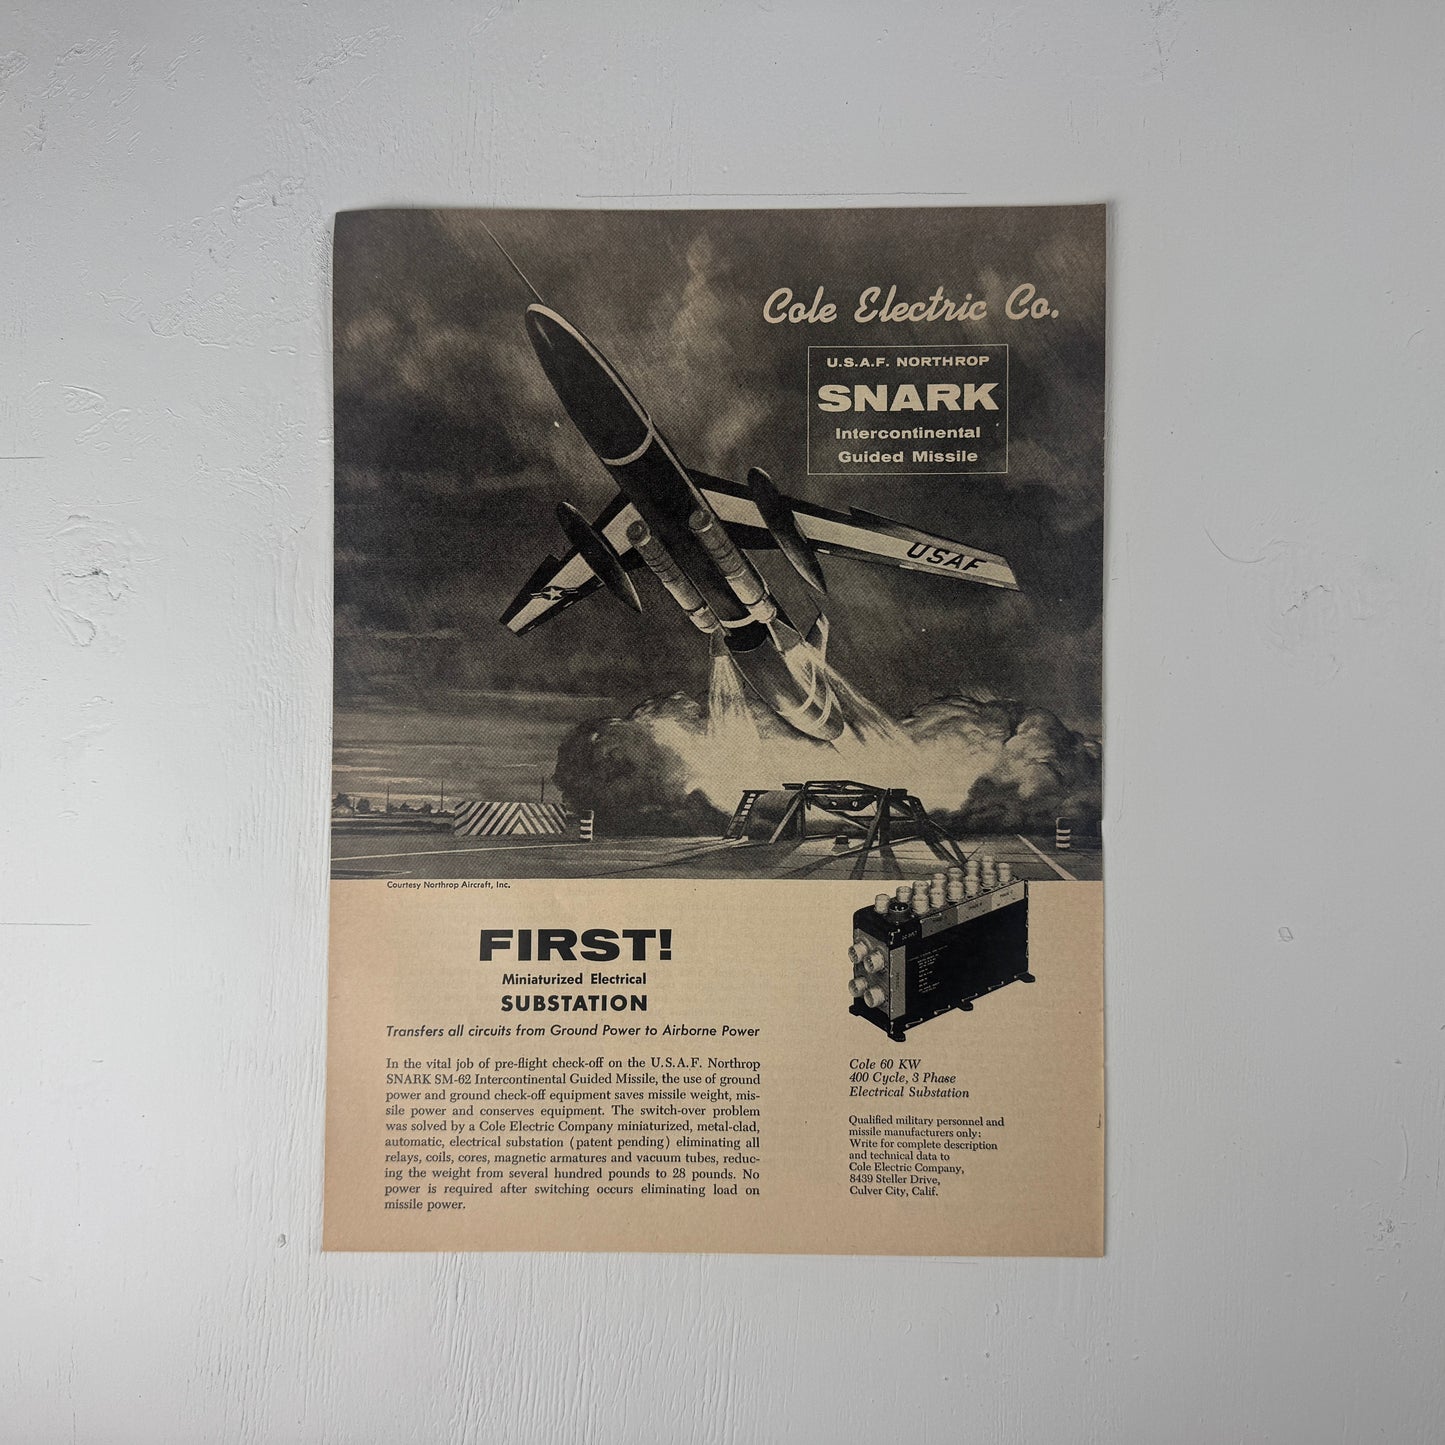 Cole Electric Co.
U.S.A.F. NORTHROP
SNARK
Intercontinental
Guided Missile
USAF
Courtesy Northrop Aircraft, Inc.
FIRST!
Miniaturized Electrical
SUBSTATION
Transfers all circuits from Ground Power to Airborne Power
In the vital job of pre-flight check-off on the U.S.A.F. Northrop
SNARK SM-62 Intercontinental Guided Missile, the use of ground
power and ground check-off equipment saves missile weight, mis-
sile power and conserves equipment. The switch-over problem
was solved by a Cole Electric Company miniaturized, metal-clad,
automatic, electrical substation (patent pending) eliminating all
relays, coils, cores, magnetic armatures and vacuum tubes, reduc-
ing the weight from several hundred pounds to 28 pounds. No
power is required after switching occurs eliminating load on
missile power.
Cole 60 KW
400 Cycle, 3 Phase
Electrical Substation
Qualified military personnel and
missile manufacturers only:
Write for complete description
and technical data to
Cole Electric Company,
8439 Steller Drive,
Culver City, Calif.